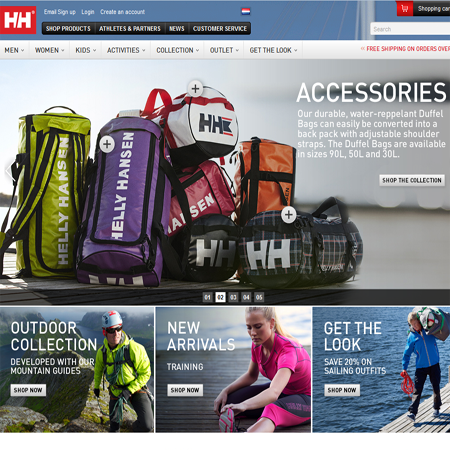 HH
Email Sign up Login Create an account
Shopping car
SHOP PRODUCTS ATHLETES & PARTNERS NEWS CUSTOMER SERVICE
Search
MEN WOMEN KIDS ACTIVITIES COLLECTION OUTLET GET THE LOOK
« FREE SHIPPING ON ORDERS OVE
ACCESSORIES
Our durable, water-reppelant Duffel
Bags can easily be converted into a
back pack with adjustable shoulder
straps. The Duffel Bags are available
in sizes 90L, 50L and 30L.
SHOP THE COLLECTION
HELLY HANSEN
HELLY HANSEN
HH
HH
HH
01 02 03 04 05
OUTDOOR
COLLECTION
DEVELOPED WITH OUR
MOUNTAIN GUIDES
SHOP NOW
NEW
ARRIVALS
TRAINING
SHOP NOW
GET THE
LOOK
SAVE 20% ON
SAILING OUTFITS
SHOP NOW